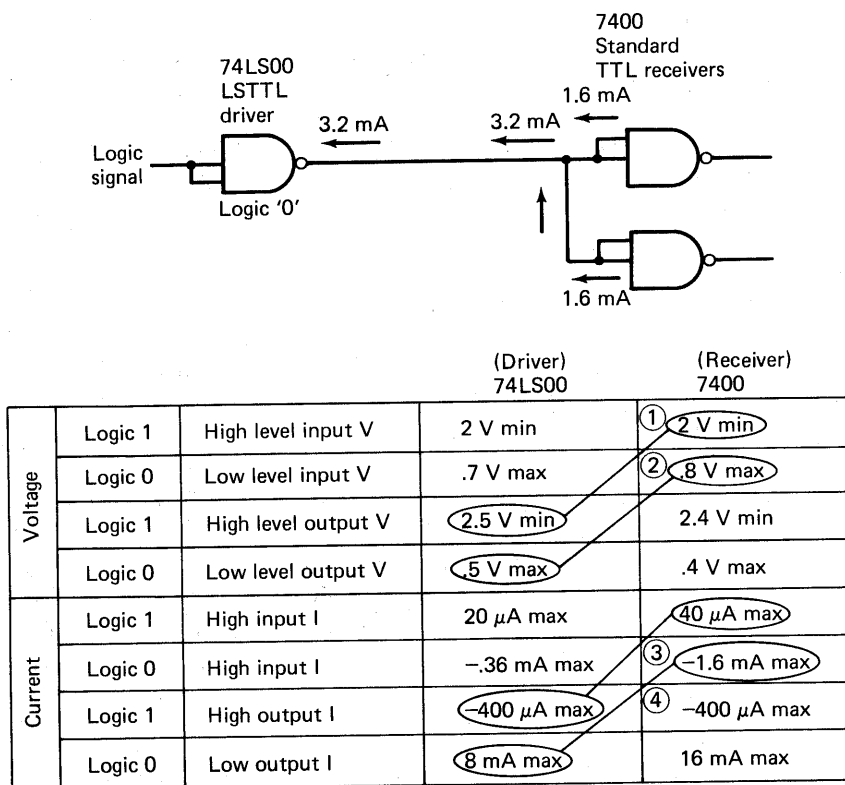 7400
Standard
TTL receivers
74LS00
LSTTL
driver
1.6 mA
3.2 mA
3.2 mA
Logic
signal
Logic '0'
1.6 mA
(Driver)
74LS00
(Receiver)
7400
Voltage
Logic 1 High level input V 2 V min ① 2 V min
Logic 0 Low level input V .7 V max ② .8 V max
Logic 1 High level output V 2.5 V min 2.4 V min
Logic 0 Low level output V .5 V max .4 V max
Current
Logic 1 High input I 20 μA max 40 μA max
Logic 0 High input I −.36 mA max ③ −1.6 mA max
Logic 1 High output I −400 μA max ④ −400 μA max
Logic 0 Low output I 8 mA max 16 mA max